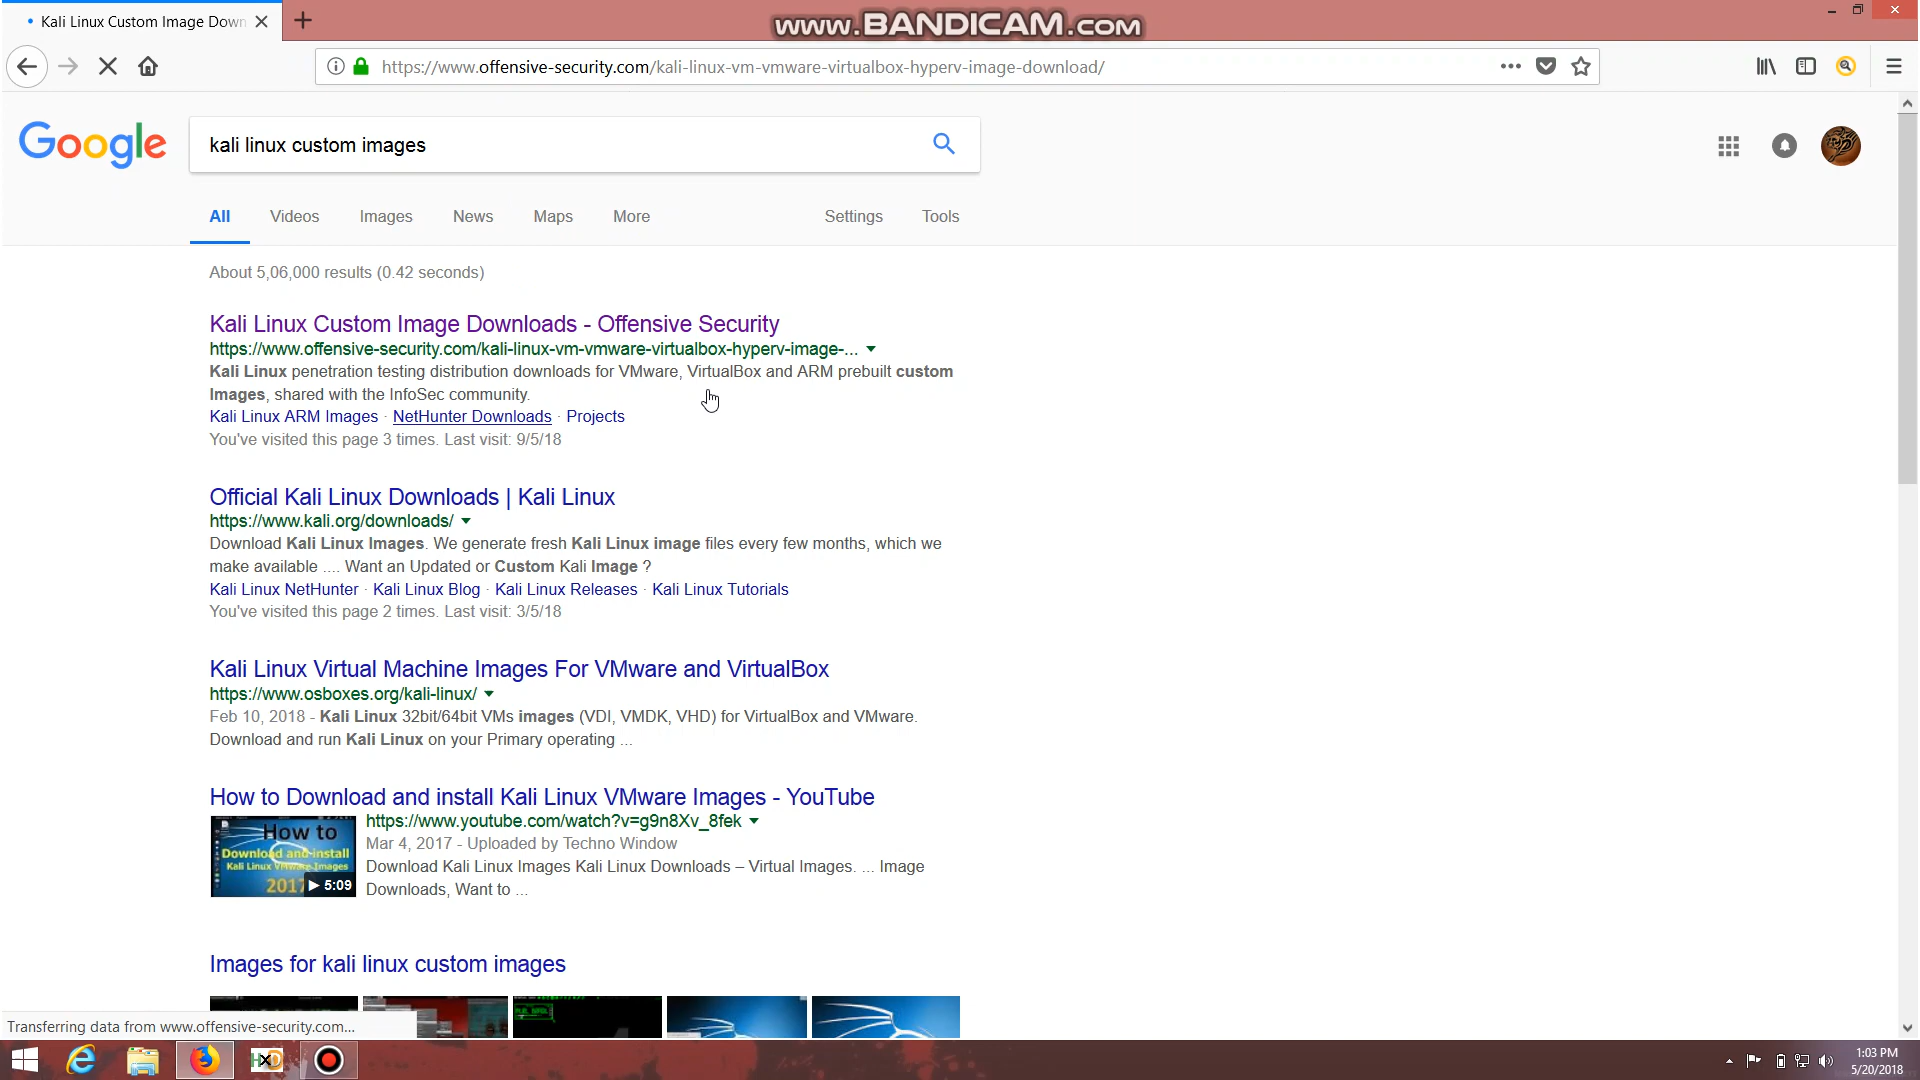 Kali Linux Custom Image Down
www.BANDICAM.com
https://www.offensive-security.com/kali-linux-vm-vmware-virtualbox-hyperv-image-download/
Google
kali linux custom images
All Videos Images News Maps More Settings Tools
About 5,06,000 results (0.42 seconds)
Kali Linux Custom Image Downloads - Offensive Security
https://www.offensive-security.com/kali-linux-vm-vmware-virtualbox-hyperv-image-...
Kali Linux penetration testing distribution downloads for VMware, VirtualBox and ARM prebuilt custom
Images, shared with the InfoSec community.
Kali Linux ARM Images · NetHunter Downloads · Projects
You've visited this page 3 times. Last visit: 9/5/18
Official Kali Linux Downloads | Kali Linux
https://www.kali.org/downloads/
Download Kali Linux Images. We generate fresh Kali Linux image files every few months, which we
make available .... Want an Updated or Custom Kali Image ?
Kali Linux NetHunter · Kali Linux Blog · Kali Linux Releases · Kali Linux Tutorials
You've visited this page 2 times. Last visit: 3/5/18
Kali Linux Virtual Machine Images For VMware and VirtualBox
https://www.osboxes.org/kali-linux/
Feb 10, 2018 - Kali Linux 32bit/64bit VMs images (VDI, VMDK, VHD) for VirtualBox and VMware.
Download and run Kali Linux on your Primary operating ...
How to Download and install Kali Linux VMware Images - YouTube
https://www.youtube.com/watch?v=g9n8Xv_8fek
Mar 4, 2017 - Uploaded by Techno Window
Download Kali Linux Images Kali Linux Downloads – Virtual Images. ... Image
Downloads, Want to ...
How to
Download and install
Kali Linux VMware Images
2017
5:09
Images for kali linux custom images
Transferring data from www.offensive-security.com...
HXD
1:03 PM
5/20/2018